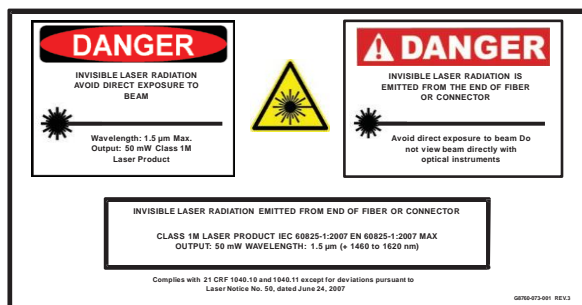 DANGER
INVISIBLE LASER RADIATION
AVOID DIRECT EXPOSURE TO
BEAM
Wavelength: 1.5 μm Max.
Output: 50 mW Class 1M
Laser Product
DANGER
INVISIBLE LASER RADIATION IS
EMITTED FROM THE END OF FIBER
OR CONNECTOR
Avoid direct exposure to beam Do
not view beam directly with
optical instruments
INVISIBLE LASER RADIATION EMITTED FROM END OF FIBER OR CONNECTOR
CLASS 1M LASER PRODUCT IEC 60825-1:2007 EN 60825-1:2007 MAX
OUTPUT: 50 mW WAVELENGTH: 1.5 μm (+ 1460 to 1620 nm)
Complies with 21 CRF 1040.10 and 1040.11 except for deviations pursuant to
Laser Notice No. 50, dated June 24, 2007
G8760-073-001 REV.3